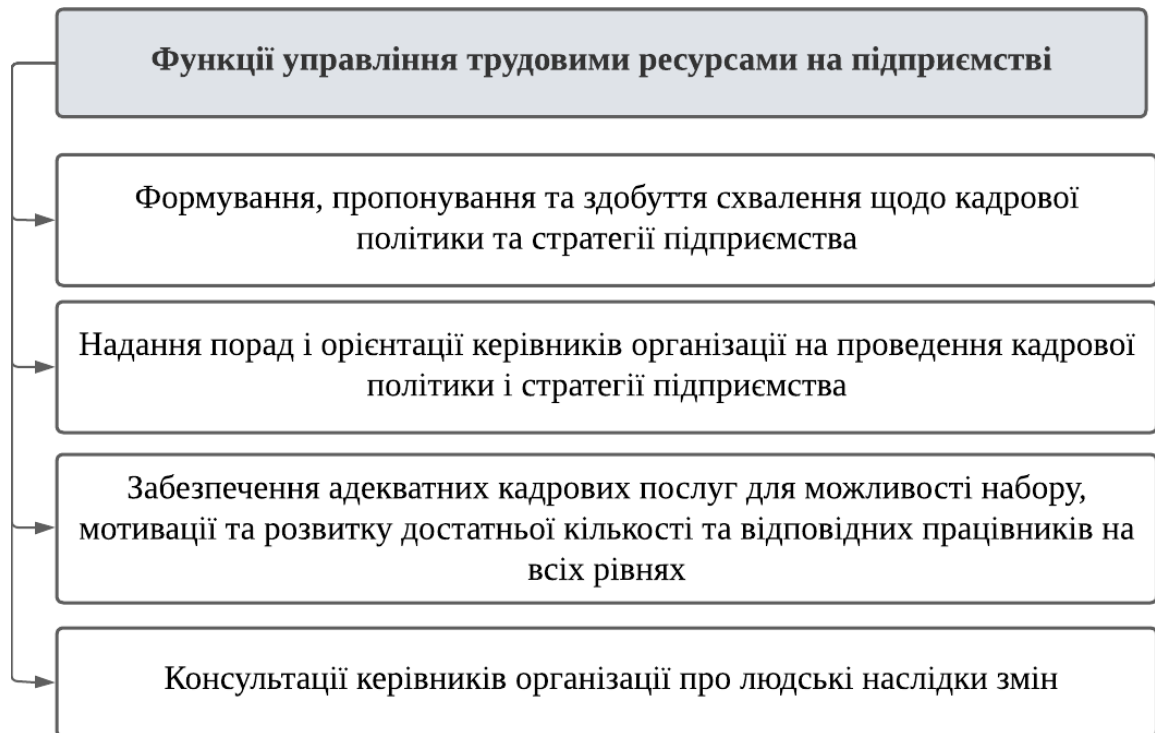 Функції управління трудовими ресурсами на підприємстві
Формування, пропонування та здобуття схвалення щодо кадрової
політики та стратегії підприємства
Надання порад і орієнтації керівників організації на проведення кадрової
політики і стратегії підприємства
Забезпечення адекватних кадрових послуг для можливості набору,
мотивації та розвитку достатньої кількості та відповідних працівників на
всіх рівнях
Консультації керівників організації про людські наслідки змін